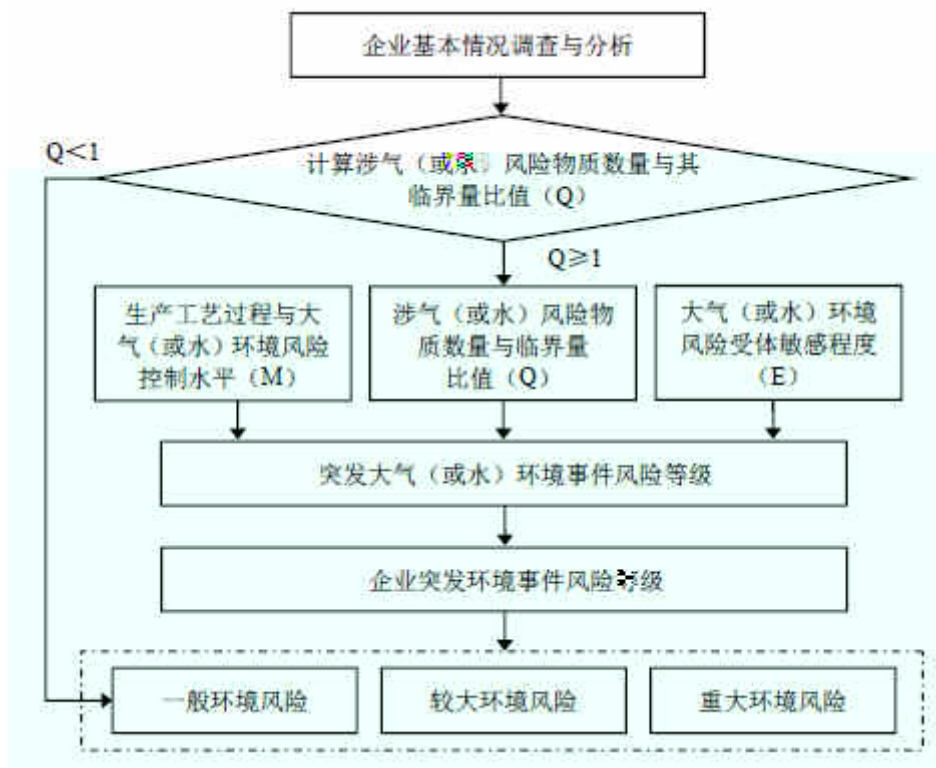 企业基本情况调查与分析
Q<1
计算涉气（或水）风险物质数量与其
临界量比值（Q）
Q≥1
生产工艺过程与大
气（或水）环境风险
控制水平（M）
涉气（或水）风险物
质数量与临界量
比值（Q）
大气（或水）环境
风险受体敏感程度
（E）
突发大气（或水）环境事件风险等级
企业突发环境事件风险等级
一般环境风险
较大环境风险
重大环境风险